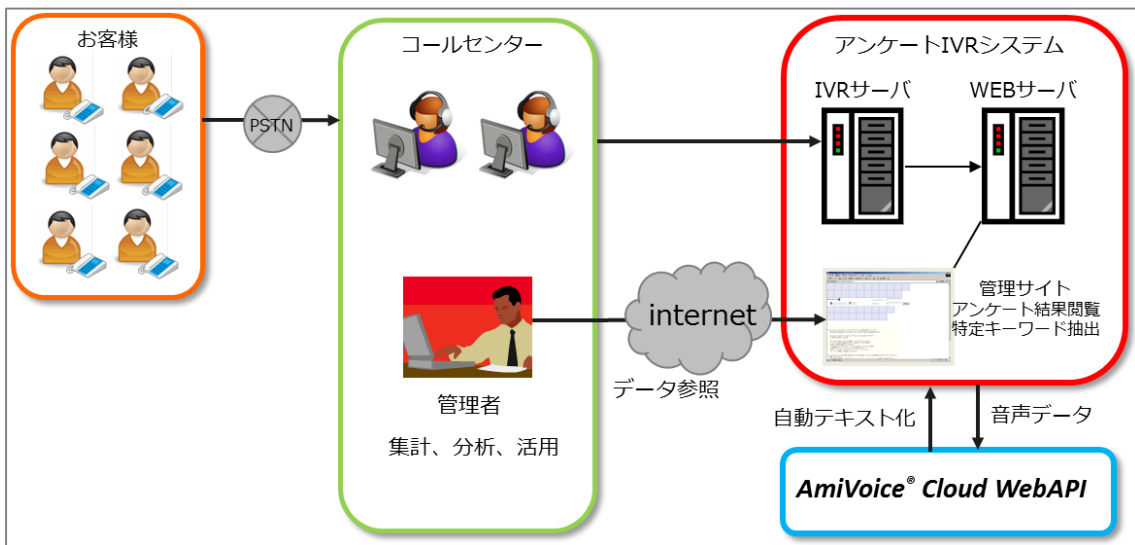 お客様
PSTN
コールセンター
管理者
集計、分析、活用
internet
データ参照
アンケートIVRシステム
IVRサーバ
WEBサーバ
管理サイト
アンケート結果閲覧
特定キーワード抽出
自動テキスト化
音声データ
AmiVoice® Cloud WebAPI